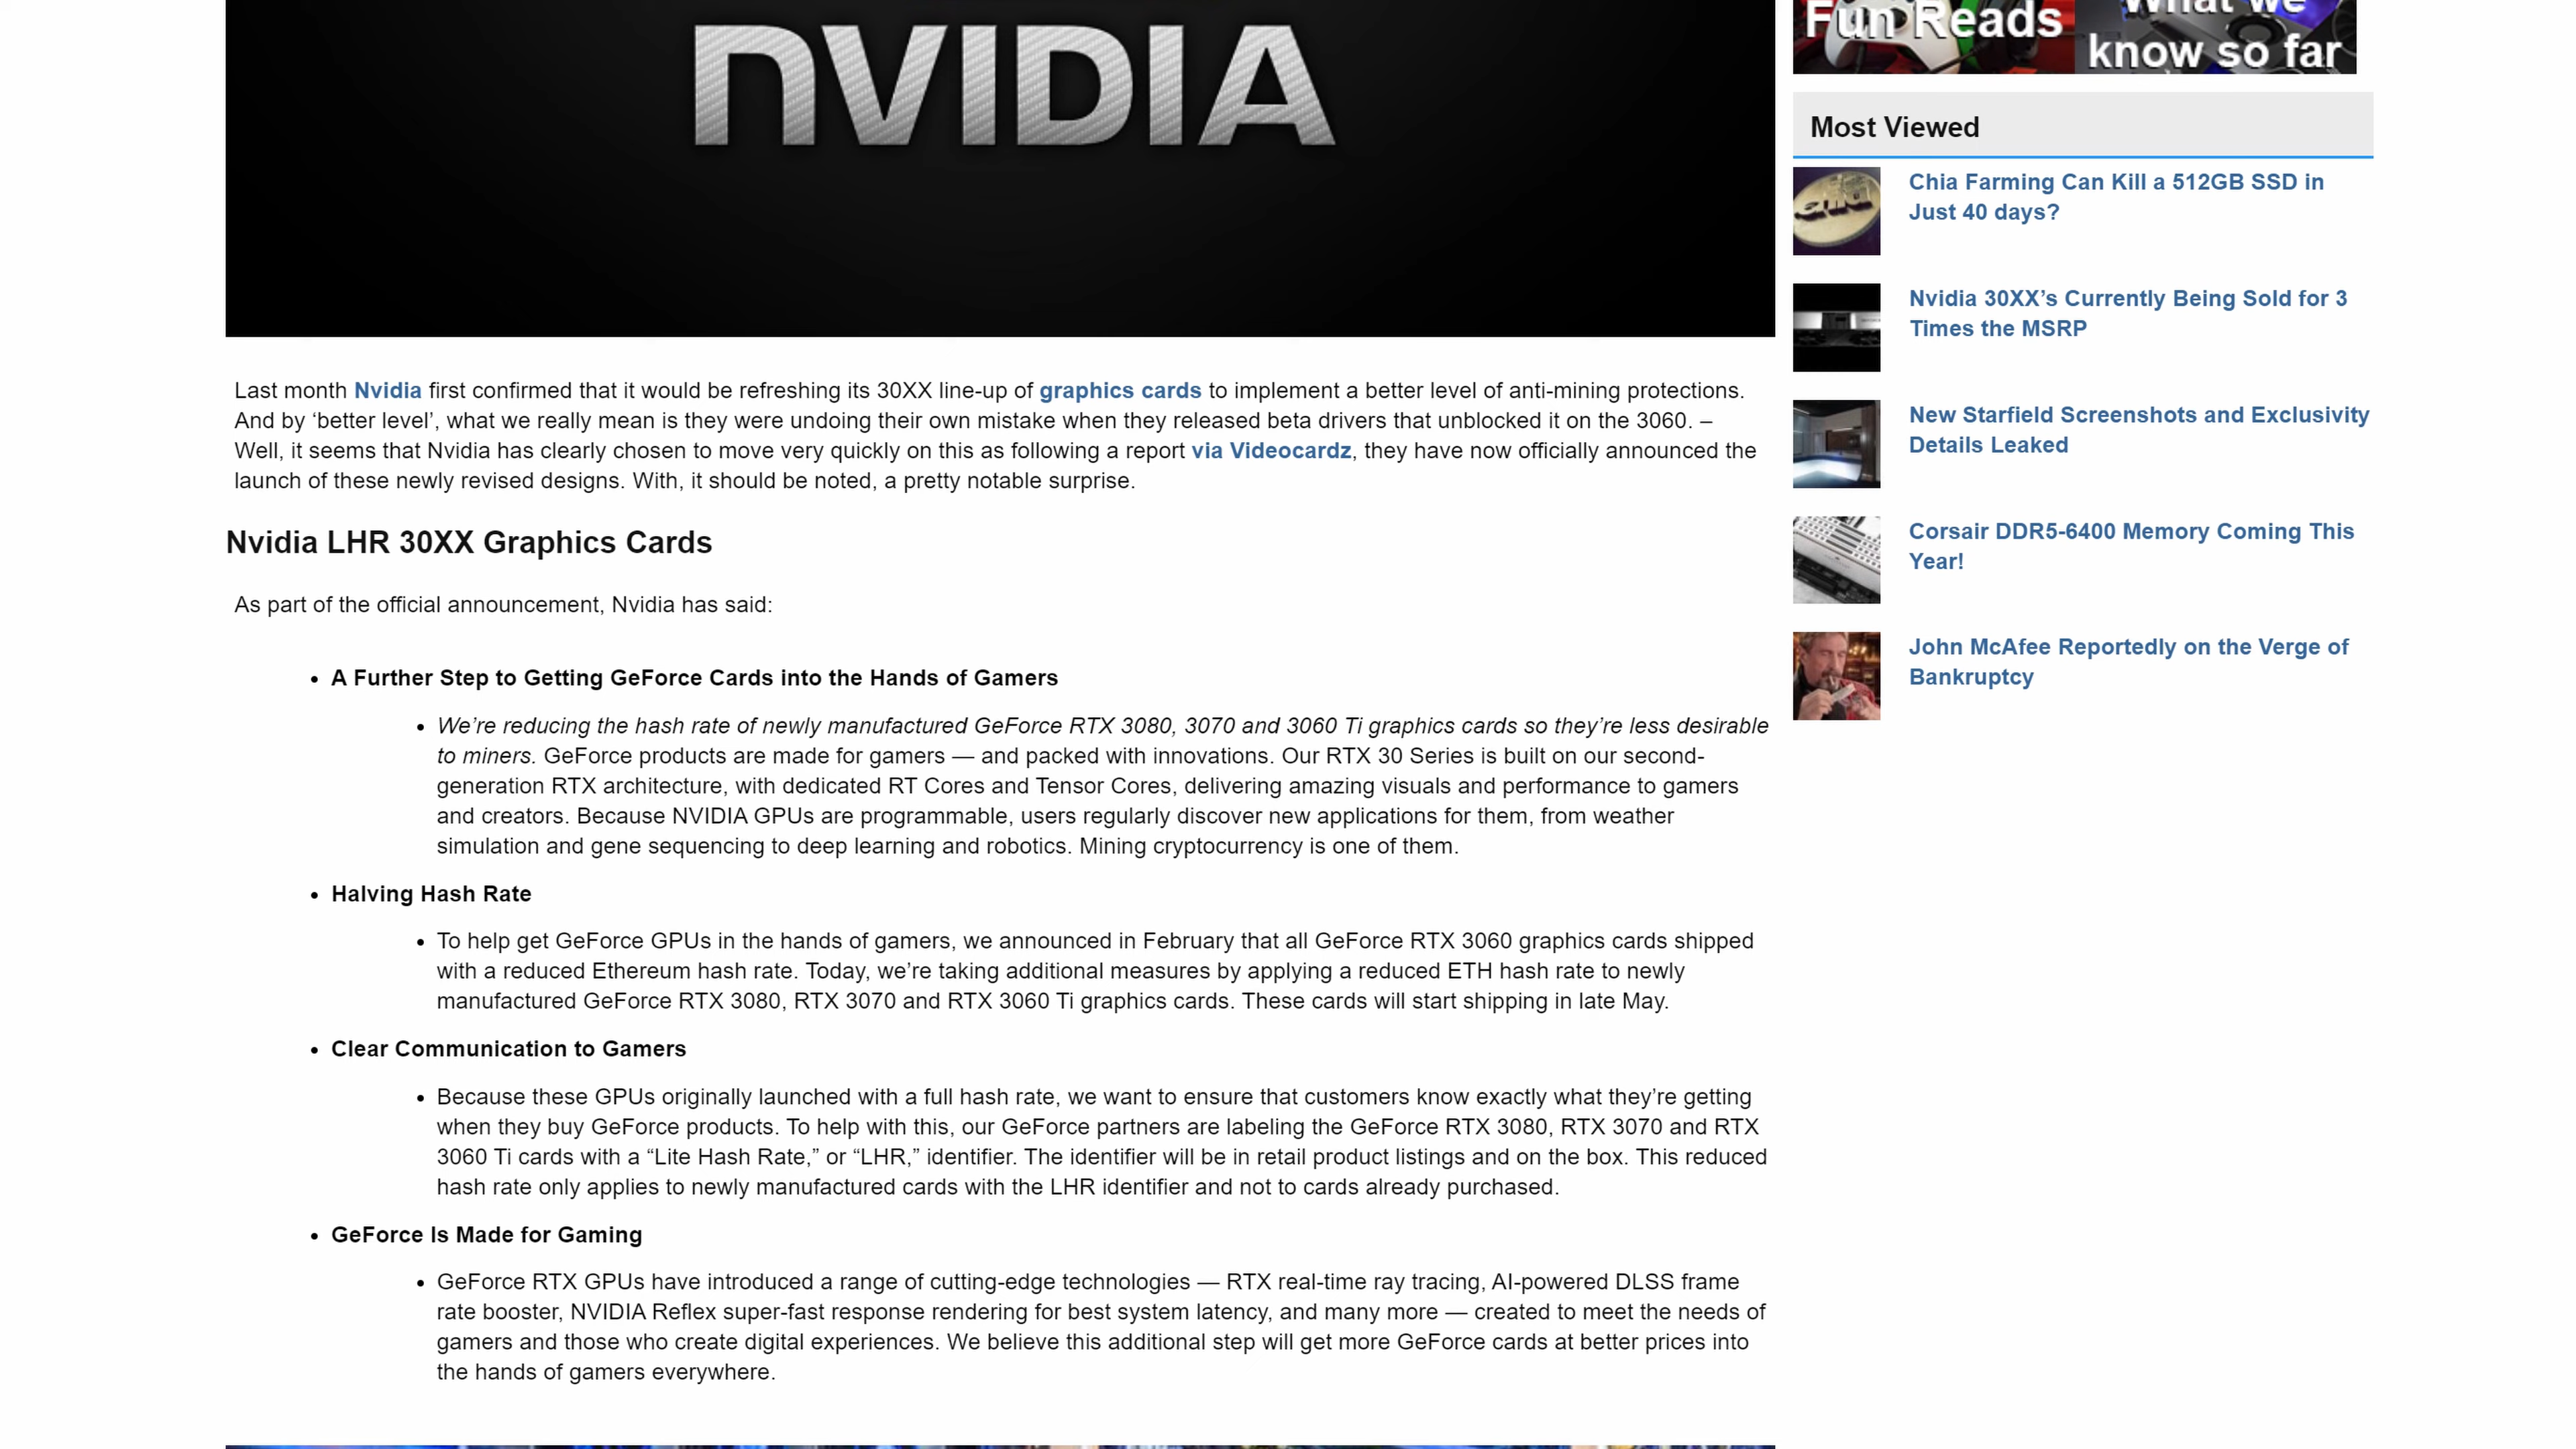 NVIDIA
Last month Nvidia first confirmed that it would be refreshing its 30XX line-up of graphics cards to implement a better level of anti-mining protections.
And by ‘better level’, what we really mean is they were undoing their own mistake when they released beta drivers that unblocked it on the 3060. –
Well, it seems that Nvidia has clearly chosen to move very quickly on this as following a report via Videocardz, they have now officially announced the
launch of these newly revised designs. With, it should be noted, a pretty notable surprise.
Nvidia LHR 30XX Graphics Cards
As part of the official announcement, Nvidia has said:
• A Further Step to Getting GeForce Cards into the Hands of Gamers
• We’re reducing the hash rate of newly manufactured GeForce RTX 3080, 3070 and 3060 Ti graphics cards so they’re less desirable
to miners. GeForce products are made for gamers — and packed with innovations. Our RTX 30 Series is built on our second-
generation RTX architecture, with dedicated RT Cores and Tensor Cores, delivering amazing visuals and performance to gamers
and creators. Because NVIDIA GPUs are programmable, users regularly discover new applications for them, from weather
simulation and gene sequencing to deep learning and robotics. Mining cryptocurrency is one of them.
• Halving Hash Rate
• To help get GeForce GPUs in the hands of gamers, we announced in February that all GeForce RTX 3060 graphics cards shipped
with a reduced Ethereum hash rate. Today, we’re taking additional measures by applying a reduced ETH hash rate to newly
manufactured GeForce RTX 3080, RTX 3070 and RTX 3060 Ti graphics cards. These cards will start shipping in late May.
• Clear Communication to Gamers
• Because these GPUs originally launched with a full hash rate, we want to ensure that customers know exactly what they’re getting
when they buy GeForce products. To help with this, our GeForce partners are labeling the GeForce RTX 3080, RTX 3070 and RTX
3060 Ti cards with a “Lite Hash Rate,” or “LHR,” identifier. The identifier will be in retail product listings and on the box. This reduced
hash rate only applies to newly manufactured cards with the LHR identifier and not to cards already purchased.
• GeForce Is Made for Gaming
• GeForce RTX GPUs have introduced a range of cutting-edge technologies — RTX real-time ray tracing, AI-powered DLSS frame
rate booster, NVIDIA Reflex super-fast response rendering for best system latency, and many more — created to meet the needs of
gamers and those who create digital experiences. We believe this additional step will get more GeForce cards at better prices into
the hands of gamers everywhere.
Fun Reads
What we
know so far
Most Viewed
Chia Farming Can Kill a 512GB SSD in
Just 40 days?
Nvidia 30XX’s Currently Being Sold for 3
Times the MSRP
New Starfield Screenshots and Exclusivity
Details Leaked
Corsair DDR5-6400 Memory Coming This
Year!
John McAfee Reportedly on the Verge of
Bankruptcy